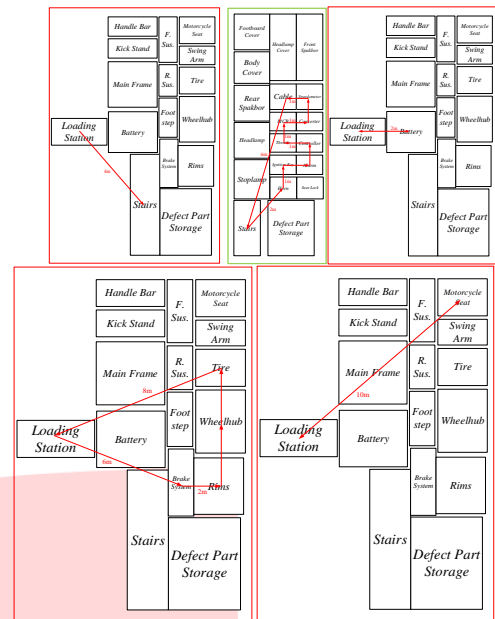 Handle Bar
F.
Sus.
Motorcycle
Seat
Kick Stand
Swing
Arm
Main Frame
R.
Sus.
Tire
Foot
step
Wheelhub
Loading
Station
Battery
Brake
System
Rims
6m
Stairs
Defect Part
Storage
Footboard
Cover
Headlamp
Cover
Front
Spakbor
Body
Cover
Rear
Spakbor
Cable
Headlamp
Stoplamp
Horn
Seat Lock
1m
2m
Stairs
Defect Part
Storage
Handle Bar
F.
Sus.
Motorcycle
Seat
Kick Stand
Swing
Arm
Main Frame
R.
Sus.
Tire
Foot
step
Wheelhub
Loading
Station
2m
Battery
Brake
System
Rims
Stairs
Defect Part
Storage
Handle Bar
F.
Sus.
Motorcycle
Seat
Kick Stand
Swing
Arm
Main Frame
R.
Sus.
Tire
8m
Foot
step
Wheelhub
Loading
Station
Battery
6m
Brake
System
Rims
2m
Stairs
Defect Part
Storage
Handle Bar
F.
Sus.
Motorcycle
Seat
Kick Stand
Swing
Arm
Main Frame
R.
Sus.
Tire
10m
Foot
step
Wheelhub
Loading
Station
Battery
Brake
System
Rims
Stairs
Defect Part
Storage